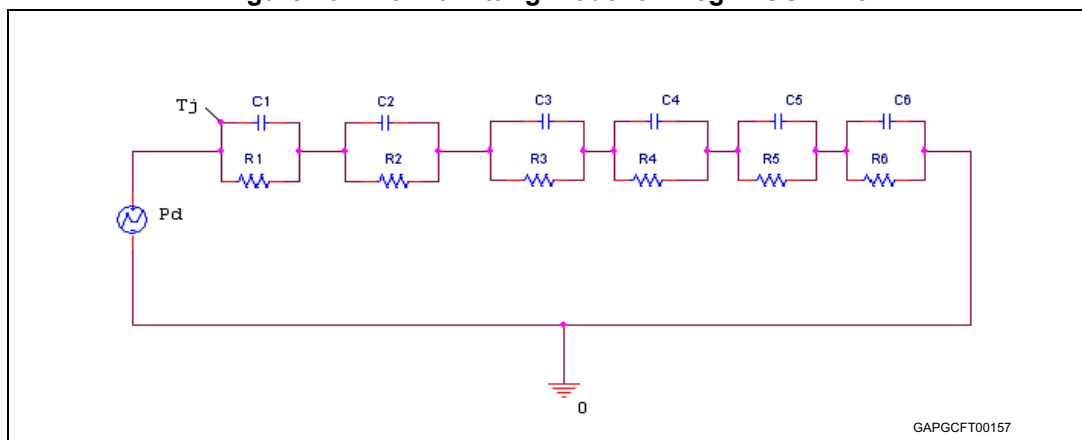 Tj
C1 C2 C3 C4 C5 C6
R1 R2 R3 R4 R5 R6
Pd
0
GAPGCFT00157